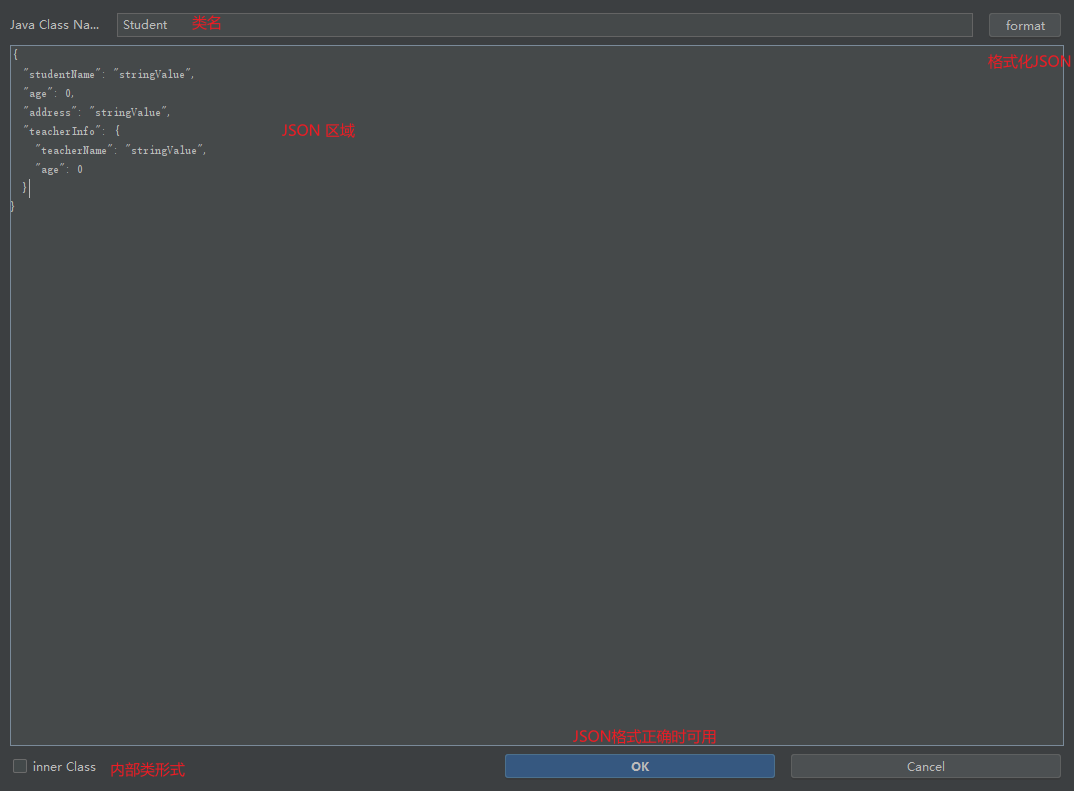 Java Class Na... Student 类名 format
{ 格式化JSON
"studentName": "stringValue",
"age": 0,
"address": "stringValue",
"teacherInfo": { JSON 区域
"teacherName": "stringValue",
"age": 0
}
}
JSON格式正确时可用
inner Class 内部类形式 OK Cancel